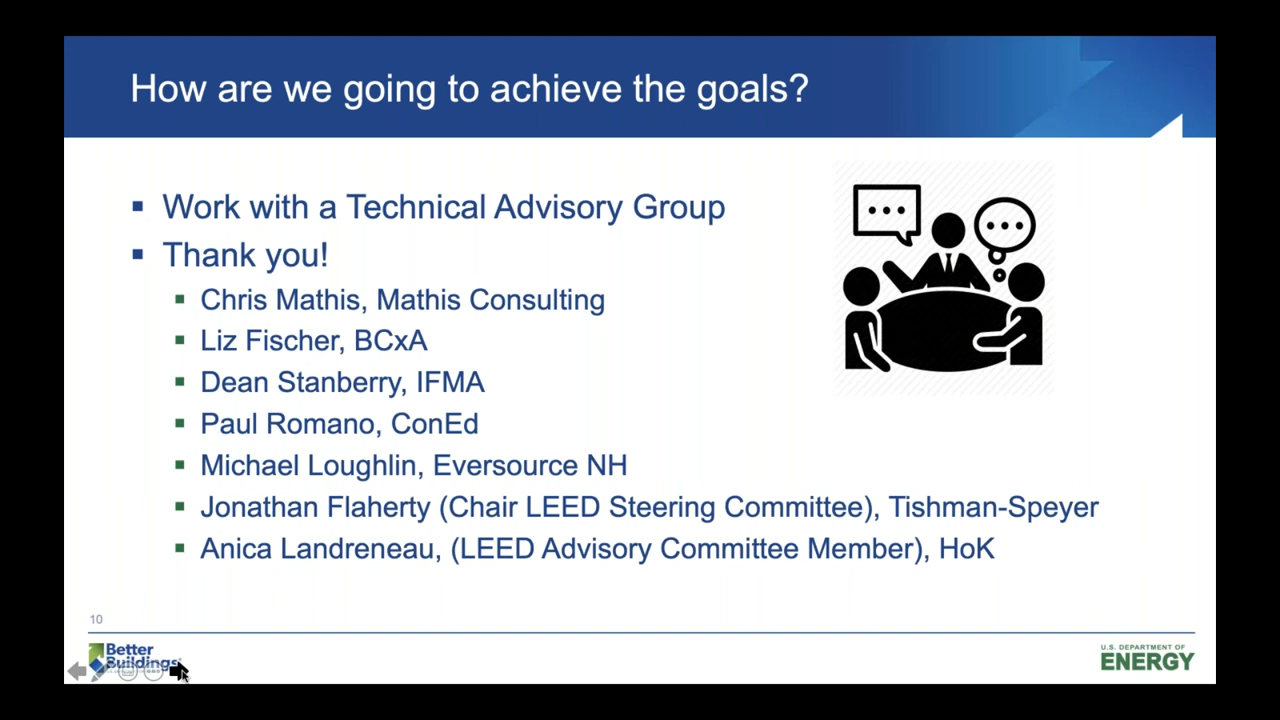 How are we going to achieve the goals?
Work with a Technical Advisory Group
Thank you!
Chris Mathis, Mathis Consulting
Liz Fischer, BCxA
Dean Stanberry, IFMA
Paul Romano, ConEd
Michael Loughlin, Eversource NH
Jonathan Flaherty (Chair LEED Steering Committee), Tishman-Speyer
Anica Landreneau, (LEED Advisory Committee Member), HoK
10
Better
Buildings
U.S. DEPARTMENT OF
ENERGY